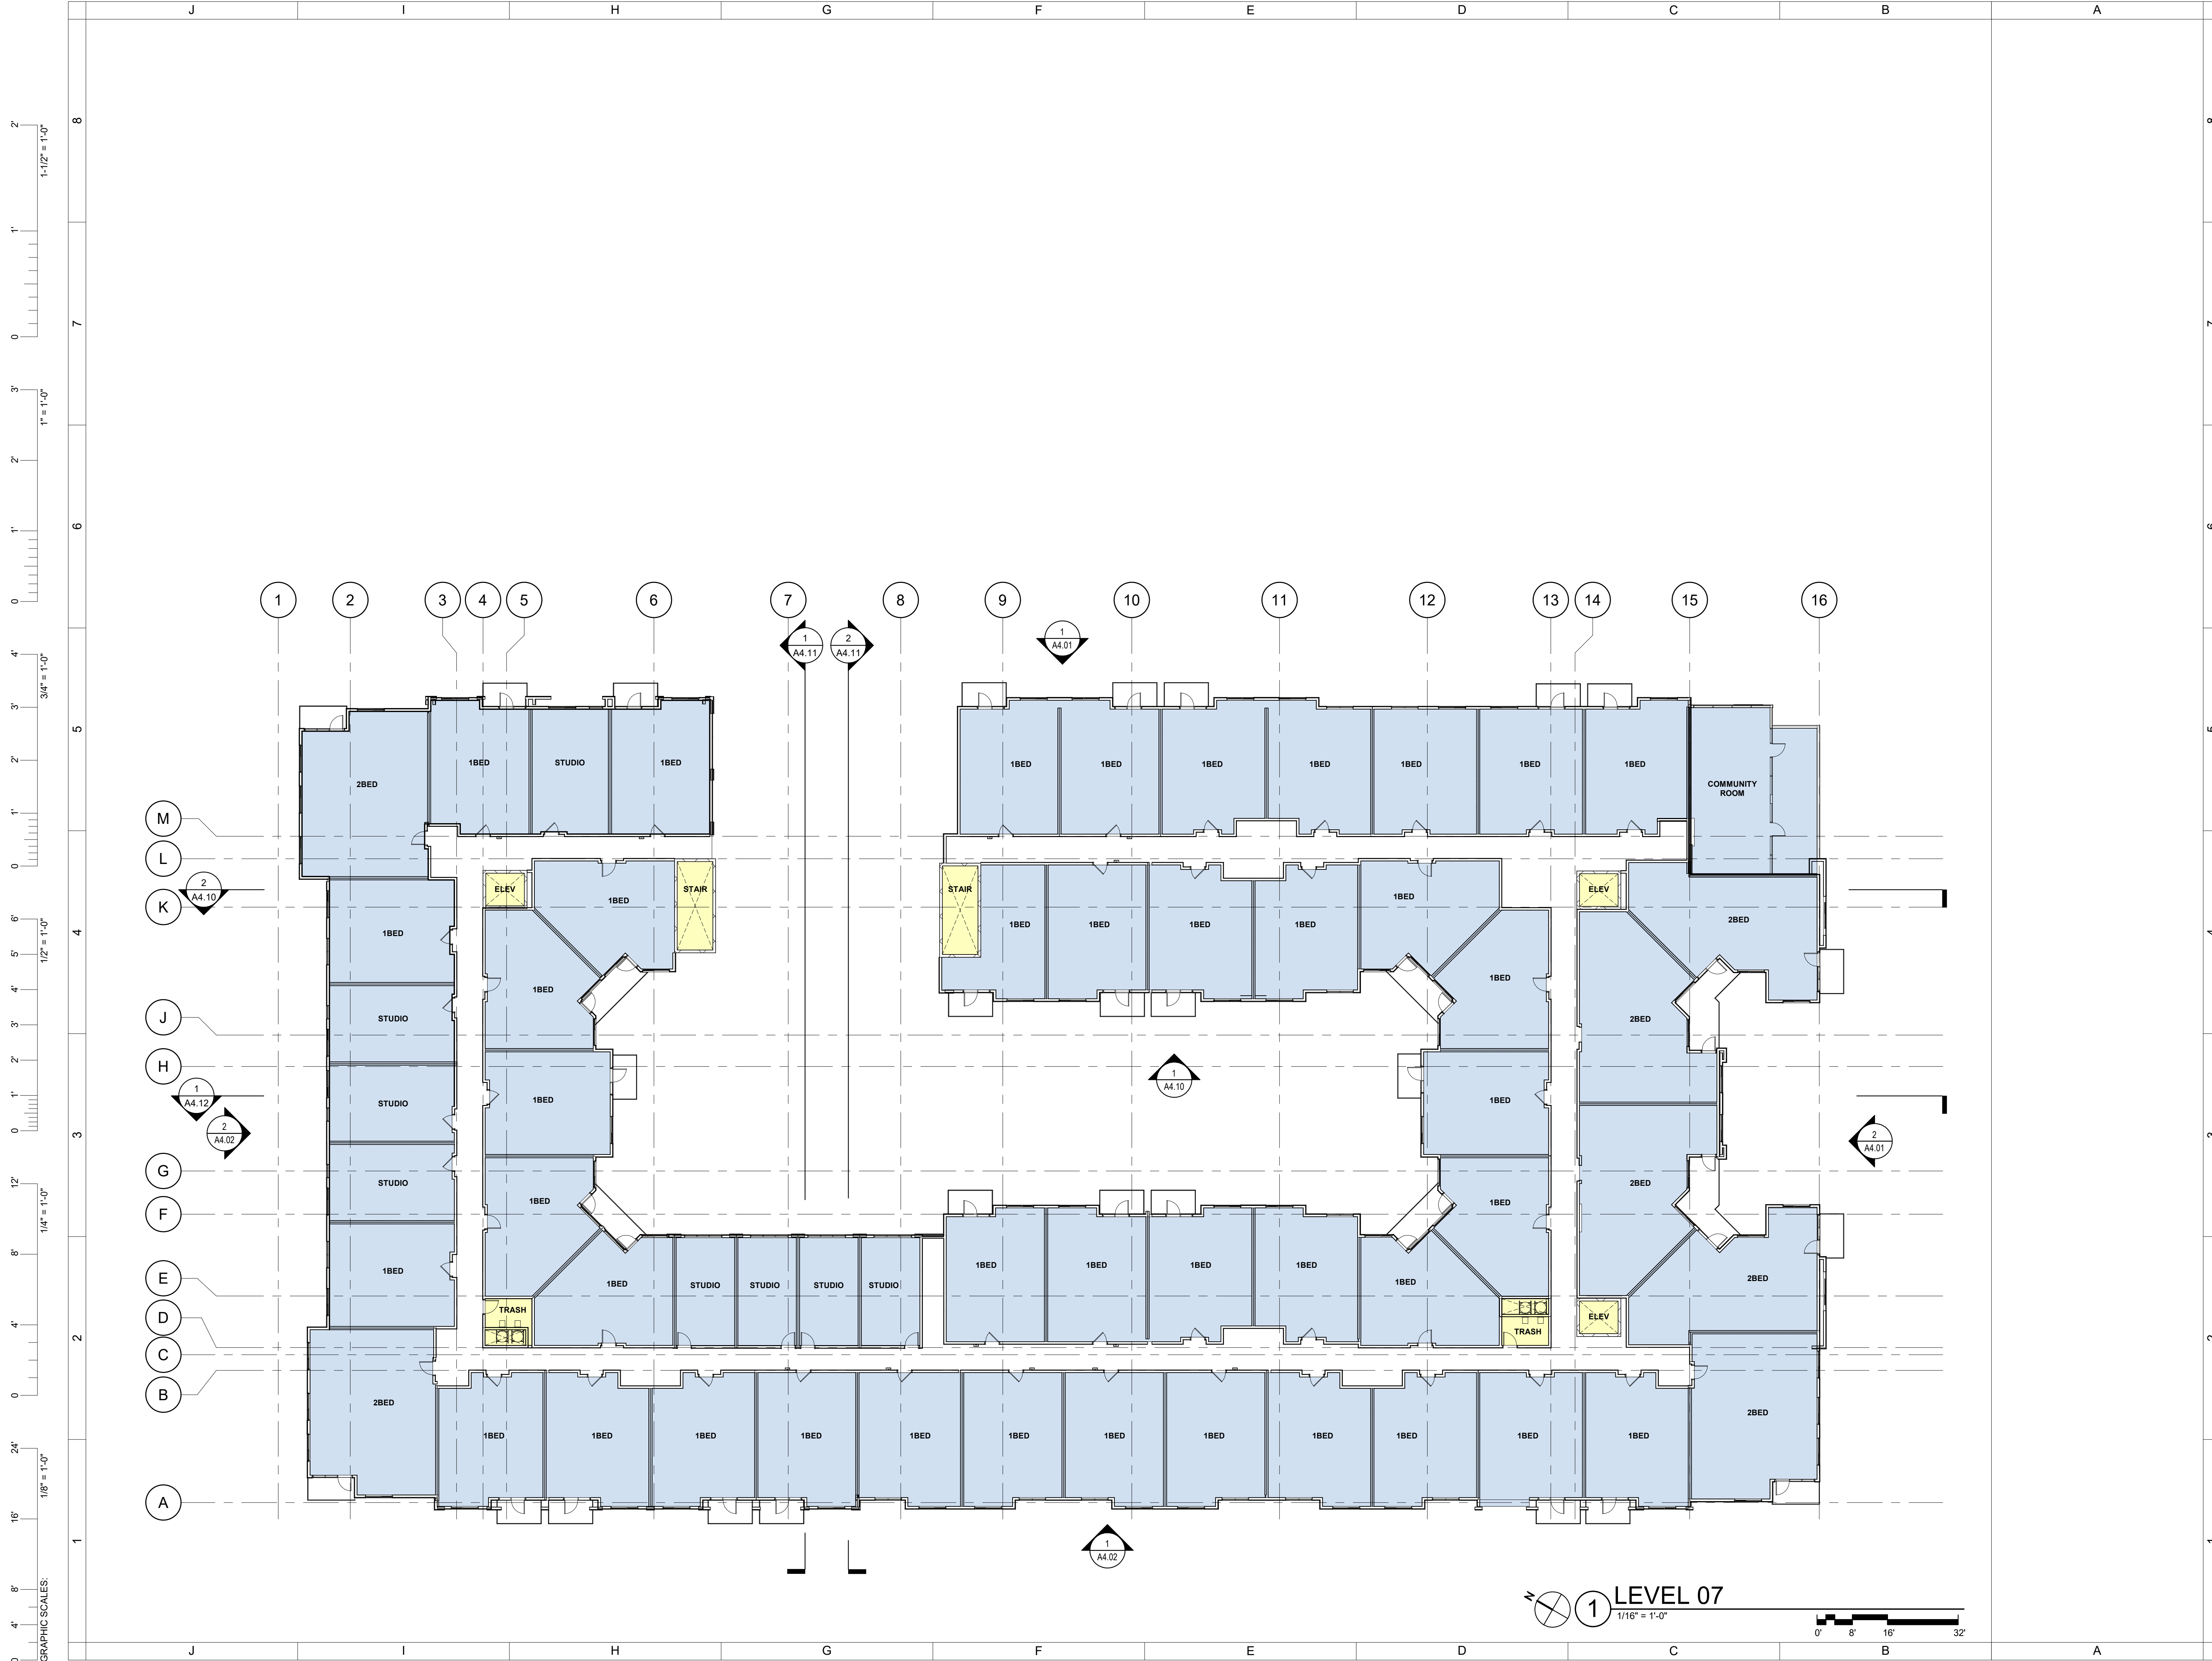 J I H G F E D C B A
8 8
7 7
6 6
1 2 3 4 5 6 7 8 9 10 11 12 13 14 15 16
1
A4.11
2
A4.11
1
A4.01
5 5
2BED
1BED
STUDIO
1BED
1BED
1BED
1BED
1BED
1BED
1BED
1BED
COMMUNITY
ROOM
M
L
2
A4.10
K
ELEV
1BED
STAIR
STAIR
1BED
1BED
1BED
1BED
1BED
ELEV
2BED
4 4
1BED
1BED
1BED
J
STUDIO
2BED
H
1
A4.12
STUDIO
1BED
1
A4.10
1BED
2
A4.02
3 3
2
A4.01
G
STUDIO
1BED
1BED
2BED
F
E
1BED
1BED
STUDIO
STUDIO
STUDIO
STUDIO
1BED
1BED
1BED
1BED
1BED
2BED
D
TRASH
TRASH
ELEV
C
2 2
B
2BED
2BED
1BED
1BED
1BED
1BED
1BED
1BED
1BED
1BED
1BED
1BED
1BED
1BED
A
1 1
1
A4.02
N
1
LEVEL 07
1/16" = 1'-0"
0' 8' 16' 32'
J I H G F E D C B A
GRAPHIC SCALES:
0 4' 8' 16' 24'
1/8" = 1'-0"
0 4' 8' 12'
1/4" = 1'-0"
0 1' 2' 3' 4' 5' 6'
1/2" = 1'-0"
0 1' 2' 3' 4'
3/4" = 1'-0"
0 1' 2' 3'
1" = 1'-0"
0 1' 2'
1-1/2" = 1'-0"